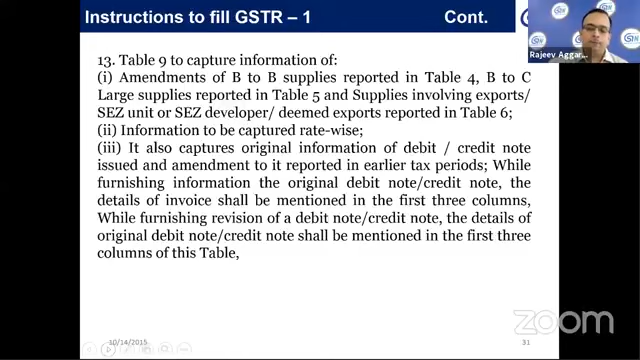 Instructions to fill GSTR – 1 Cont.
Rajeev Aggar...
13. Table 9 to capture information of:
(i) Amendments of B to B supplies reported in Table 4, B to C
Large supplies reported in Table 5 and Supplies involving exports/
SEZ unit or SEZ developer/ deemed exports reported in Table 6;
(ii) Information to be captured rate-wise;
(iii) It also captures original information of debit / credit note
issued and amendment to it reported in earlier tax periods; While
furnishing information the original debit note/credit note, the
details of invoice shall be mentioned in the first three columns,
While furnishing revision of a debit note/credit note, the details of
original debit note/credit note shall be mentioned in the first three
columns of this Table,
zoom
10/14/2015 31